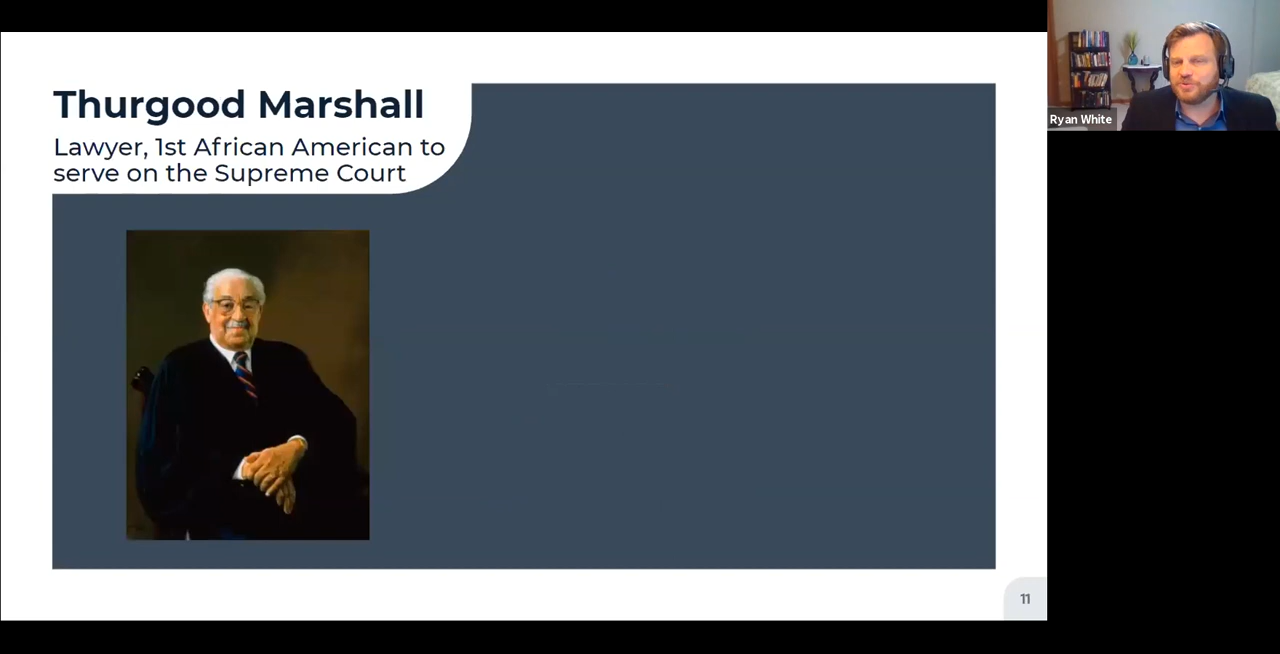 Thurgood Marshall
Lawyer, 1st African American to
serve on the Supreme Court
Ryan White
11